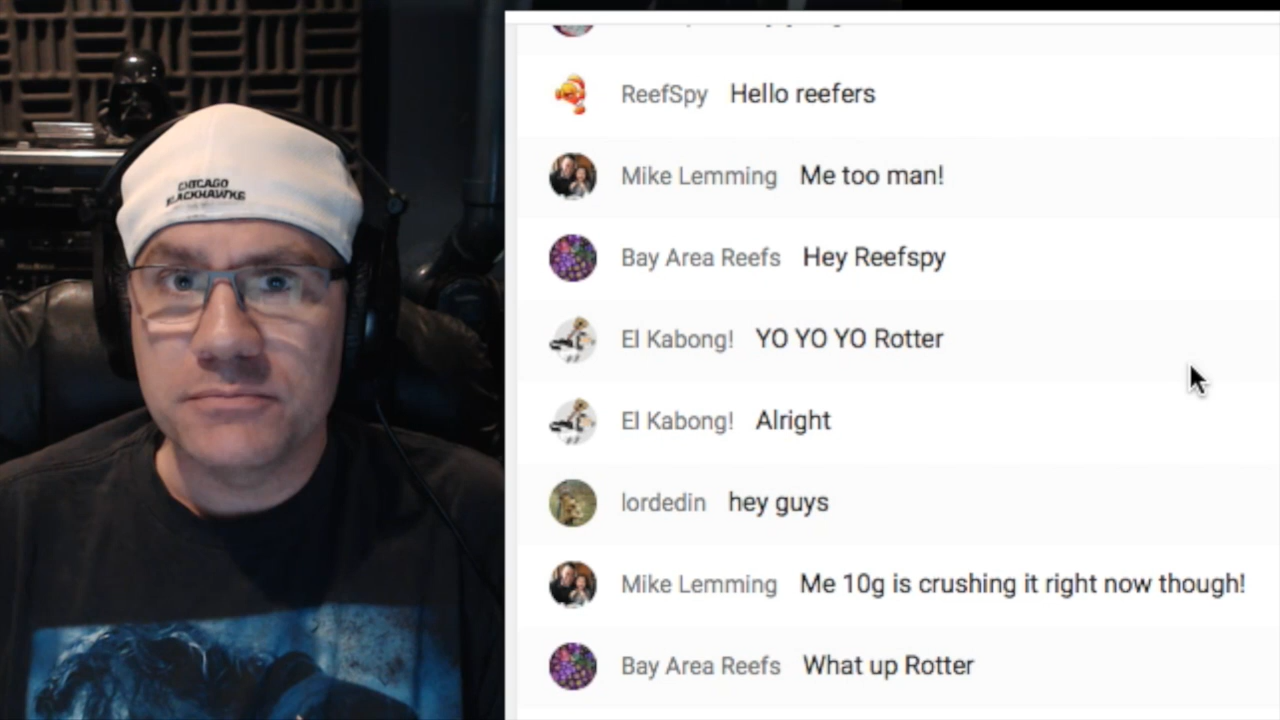 CHICAGO
BLACKHAWKS
ReefSpy Hello reefers
Mike Lemming Me too man!
Bay Area Reefs Hey Reefspy
El Kabong! YO YO YO Rotter
El Kabong! Alright
lordedin hey guys
Mike Lemming Me 10g is crushing it right now though!
Bay Area Reefs What up Rotter